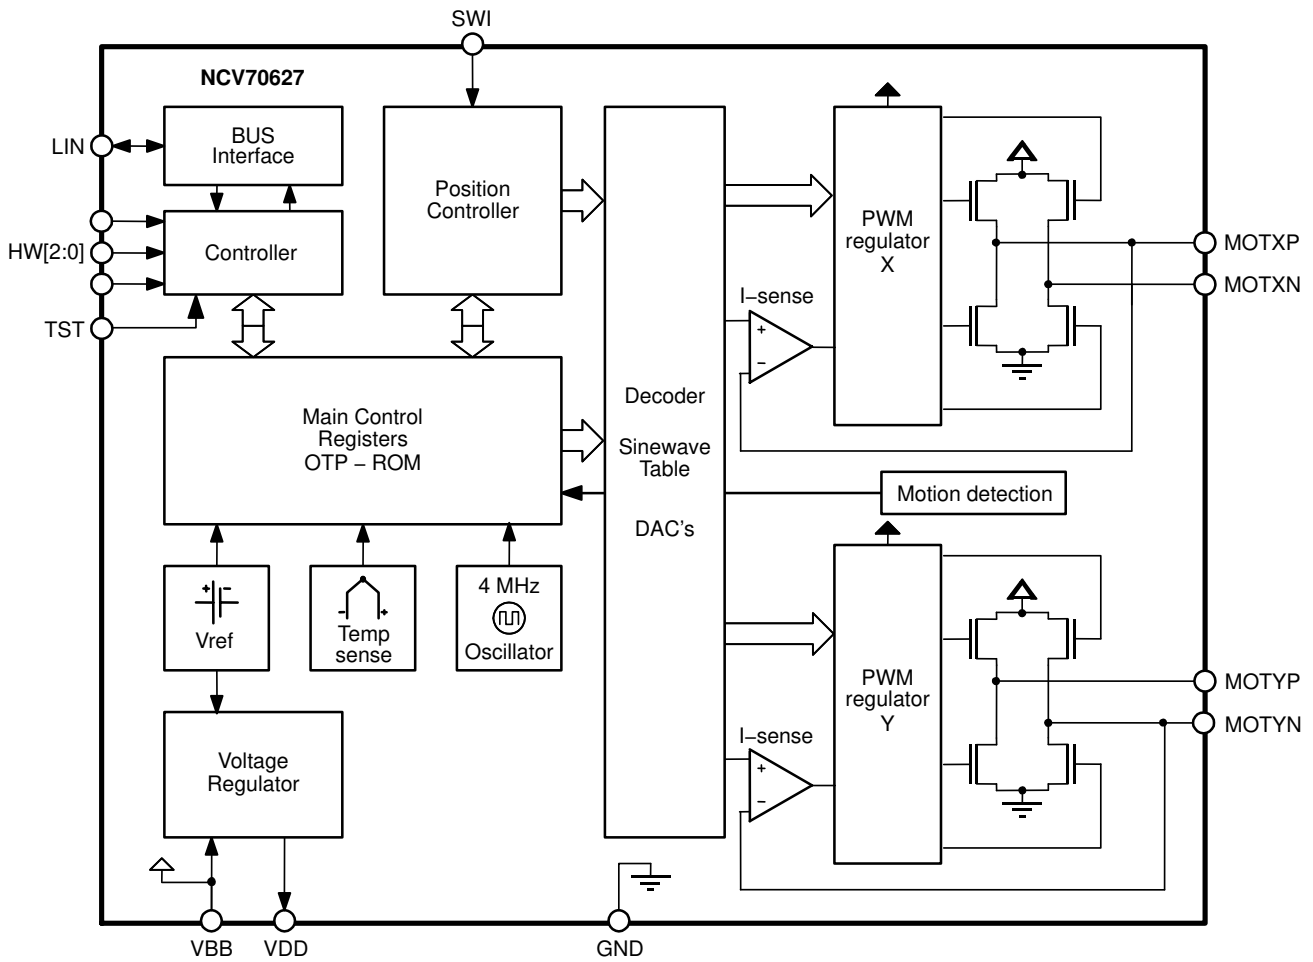 SWI
NCV70627
LIN
BUS
Interface
HW[2:0]
Controller
TST
Position
Controller
Main Control
Registers
OTP – ROM
Decoder
Sinewave
Table
DAC's
I–sense
+
–
PWM
regulator
X
MOTXP
MOTXN
Motion detection
+ -
Vref
- +
Temp
sense
4 MHz
Oscillator
Voltage
Regulator
I–sense
+
–
PWM
regulator
Y
MOTYP
MOTYN
VBB
VDD
GND